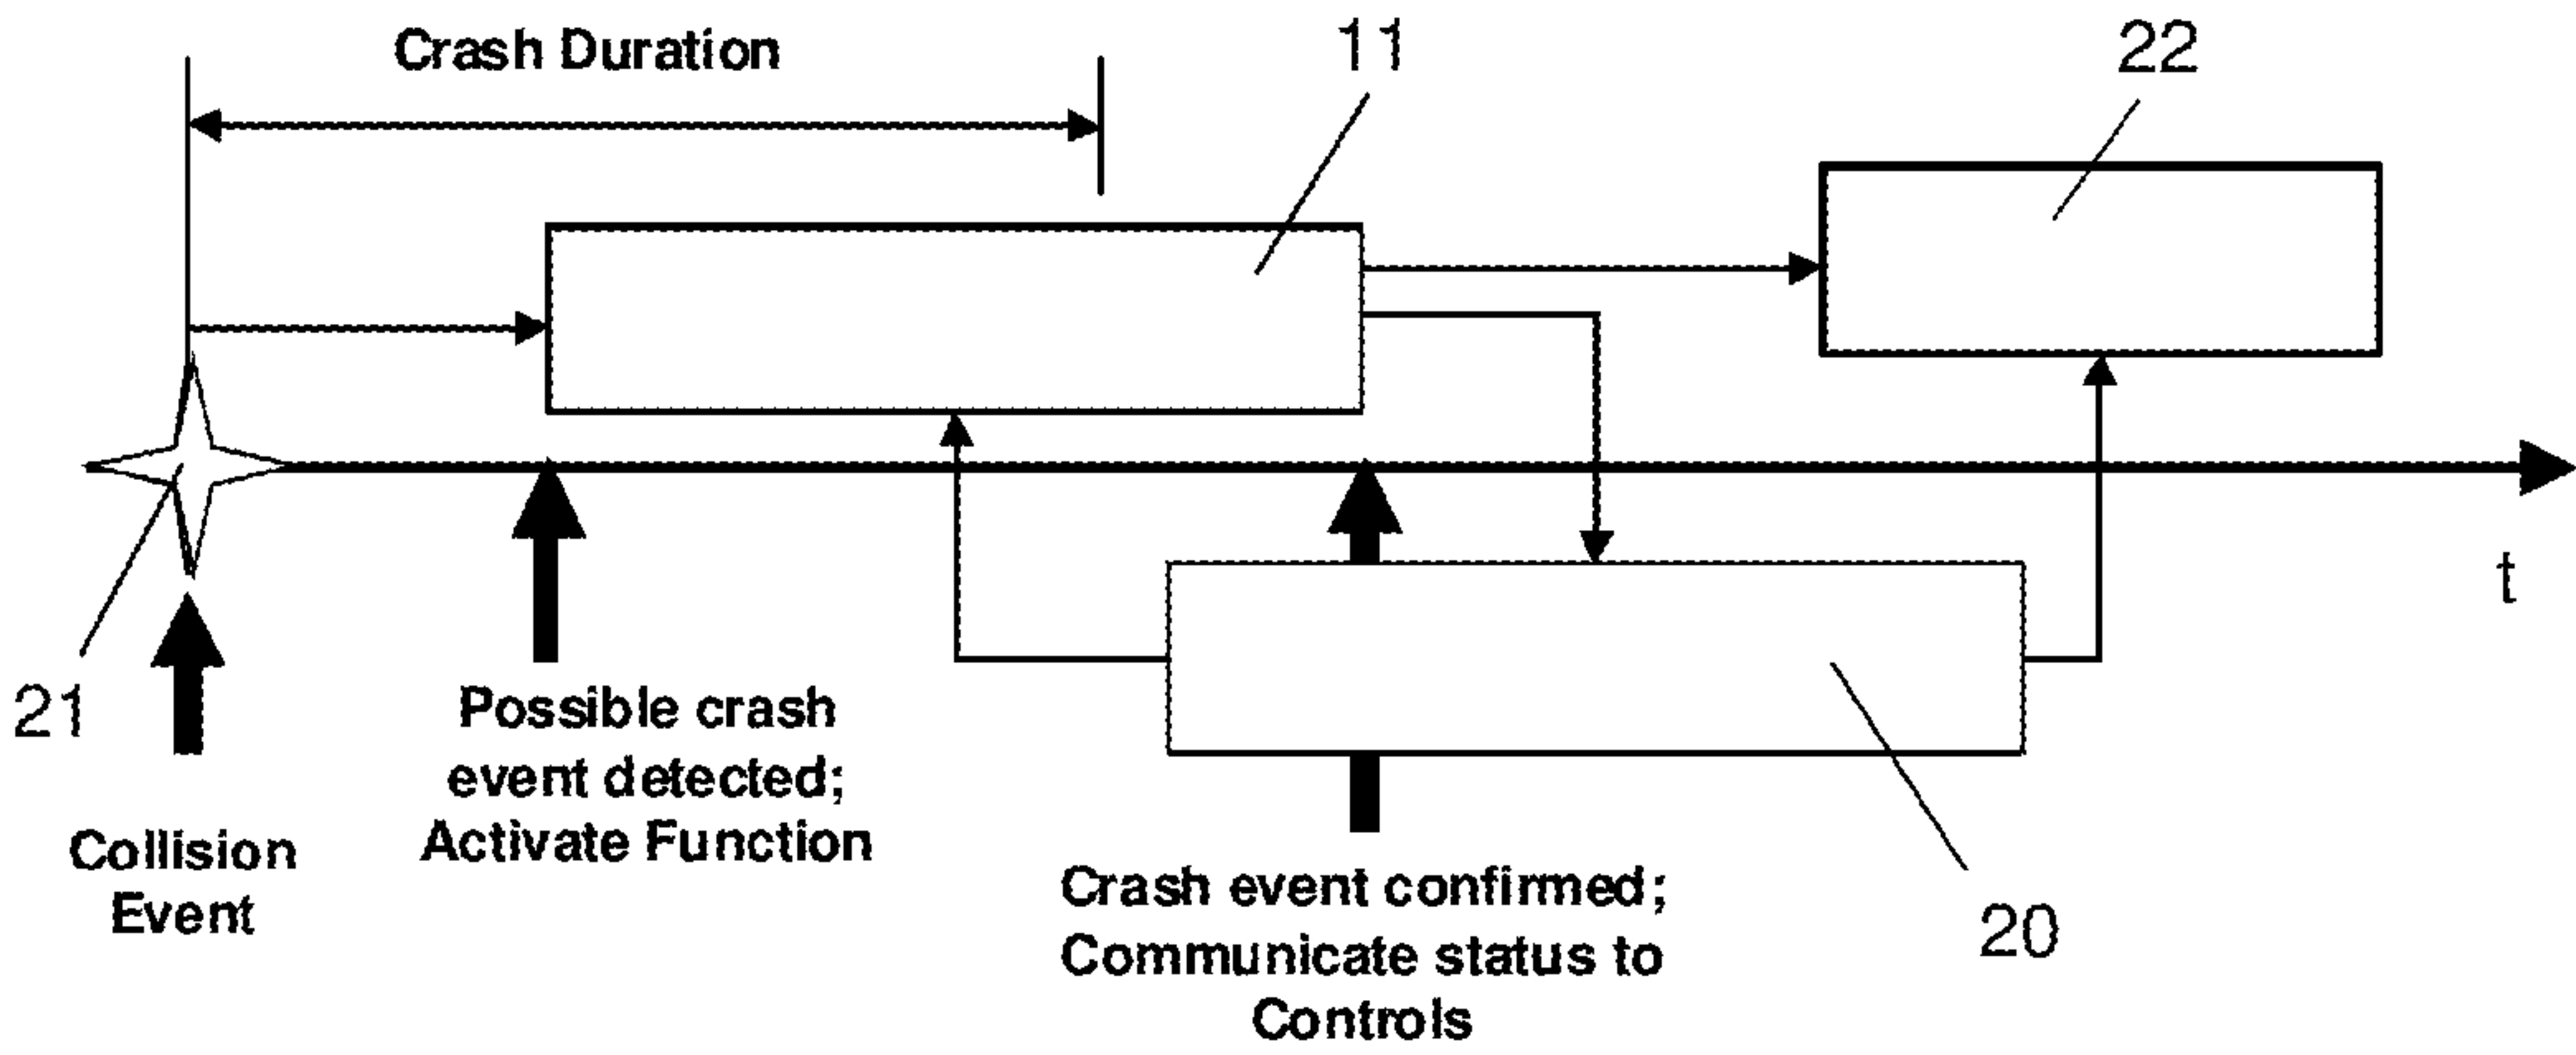 Crash Duration
11
22
t
21
Possible crash
event detected;
Activate Function
Collision
Event
Crash event confirmed;
Communicate status to
Controls
20